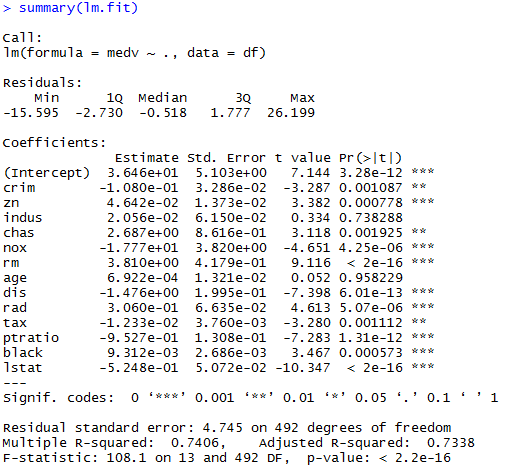 > summary(lm.fit)
Call:
lm(formula = medv ~ ., data = df)
Residuals:
Min 1Q Median 3Q Max
-15.595 -2.730 -0.518 1.777 26.199
Coefficients:
Estimate Std. Error t value Pr(>|t|)
(Intercept) 3.646e+01 5.103e+00 7.144 3.28e-12 ***
crim -1.080e-01 3.286e-02 -3.287 0.001087 **
zn 4.642e-02 1.373e-02 3.382 0.000778 ***
indus 2.056e-02 6.150e-02 0.334 0.738288
chas 2.687e+00 8.616e-01 3.118 0.001925 **
nox -1.777e+01 3.820e+00 -4.651 4.25e-06 ***
rm 3.810e+00 4.179e-01 9.116 < 2e-16 ***
age 6.922e-04 1.321e-02 0.052 0.958229
dis -1.476e+00 1.995e-01 -7.398 6.01e-13 ***
rad 3.060e-01 6.635e-02 4.613 5.07e-06 ***
tax -1.233e-02 3.760e-03 -3.280 0.001112 **
ptratio -9.527e-01 1.308e-01 -7.283 1.31e-12 ***
black 9.312e-03 2.686e-03 3.467 0.000573 ***
lstat -5.248e-01 5.072e-02 -10.347 < 2e-16 ***
---
Signif. codes: 0 ‘***’ 0.001 ‘**’ 0.01 ‘*’ 0.05 ‘.’ 0.1 ‘ ’ 1
Residual standard error: 4.745 on 492 degrees of freedom
Multiple R-squared: 0.7406, Adjusted R-squared: 0.7338
F-statistic: 108.1 on 13 and 492 DF, p-value: < 2.2e-16